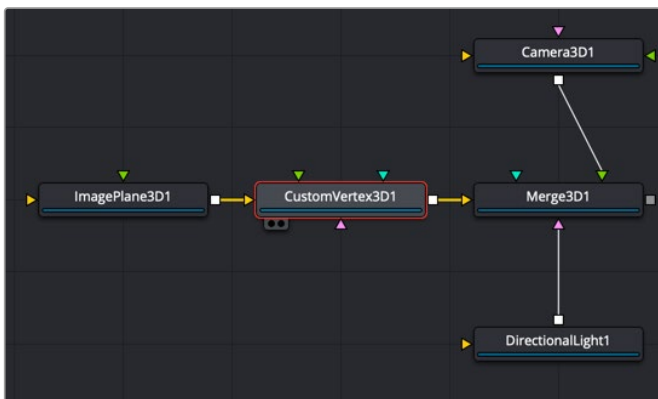 Camera3D1
ImagePlane3D1
CustomVertex3D1
Merge3D1
DirectionalLight1